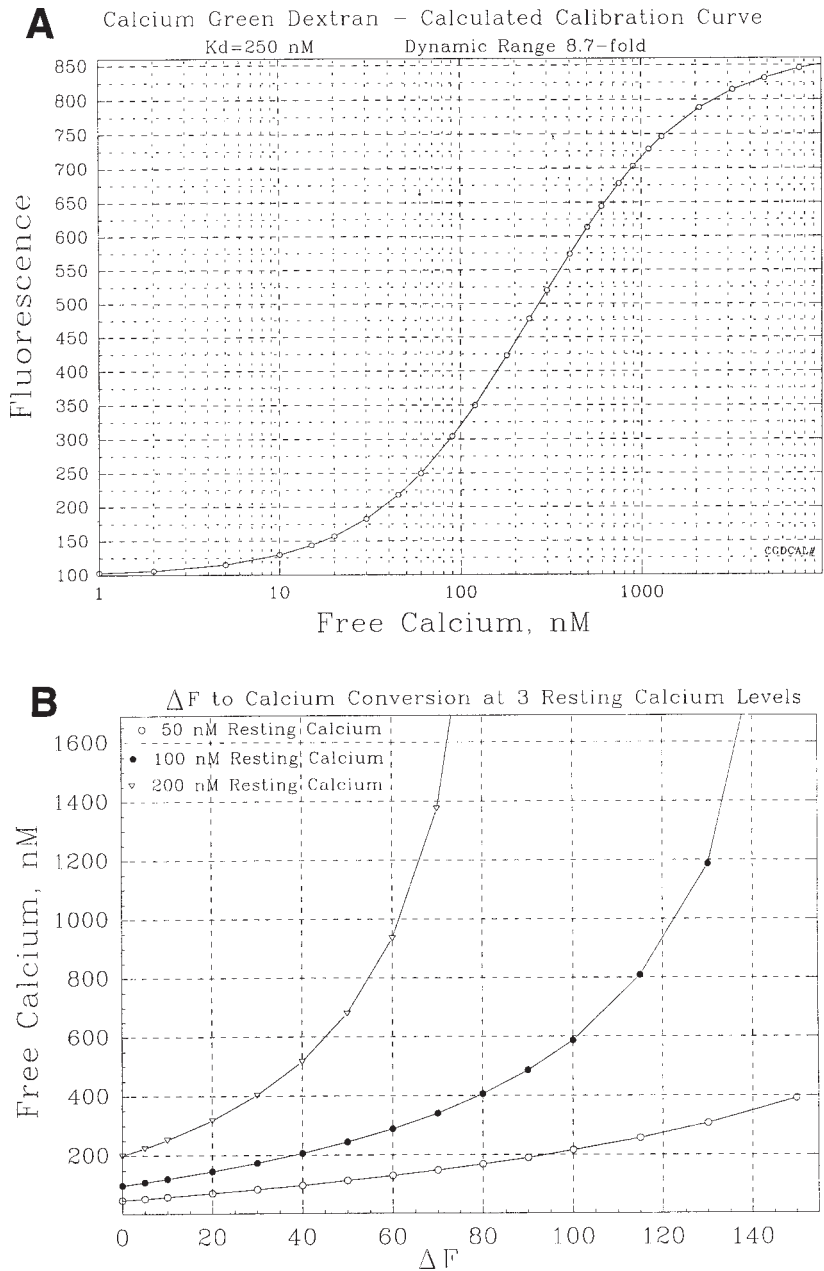 A
Calcium Green Dextran – Calculated Calibration Curve
Kd=250 nM Dynamic Range 8.7-fold
Fluorescence
850
800
750
700
650
600
550
500
450
400
350
300
250
200
150
100
CGDCAL#
1 10 100 1000
Free Calcium, nM
B
ΔF to Calcium Conversion at 3 Resting Calcium Levels
50 nM Resting Calcium
100 nM Resting Calcium
200 nM Resting Calcium
Free Calcium, nM
1600
1400
1200
1000
800
600
400
200
0 20 40 60 80 100 120 140
ΔF